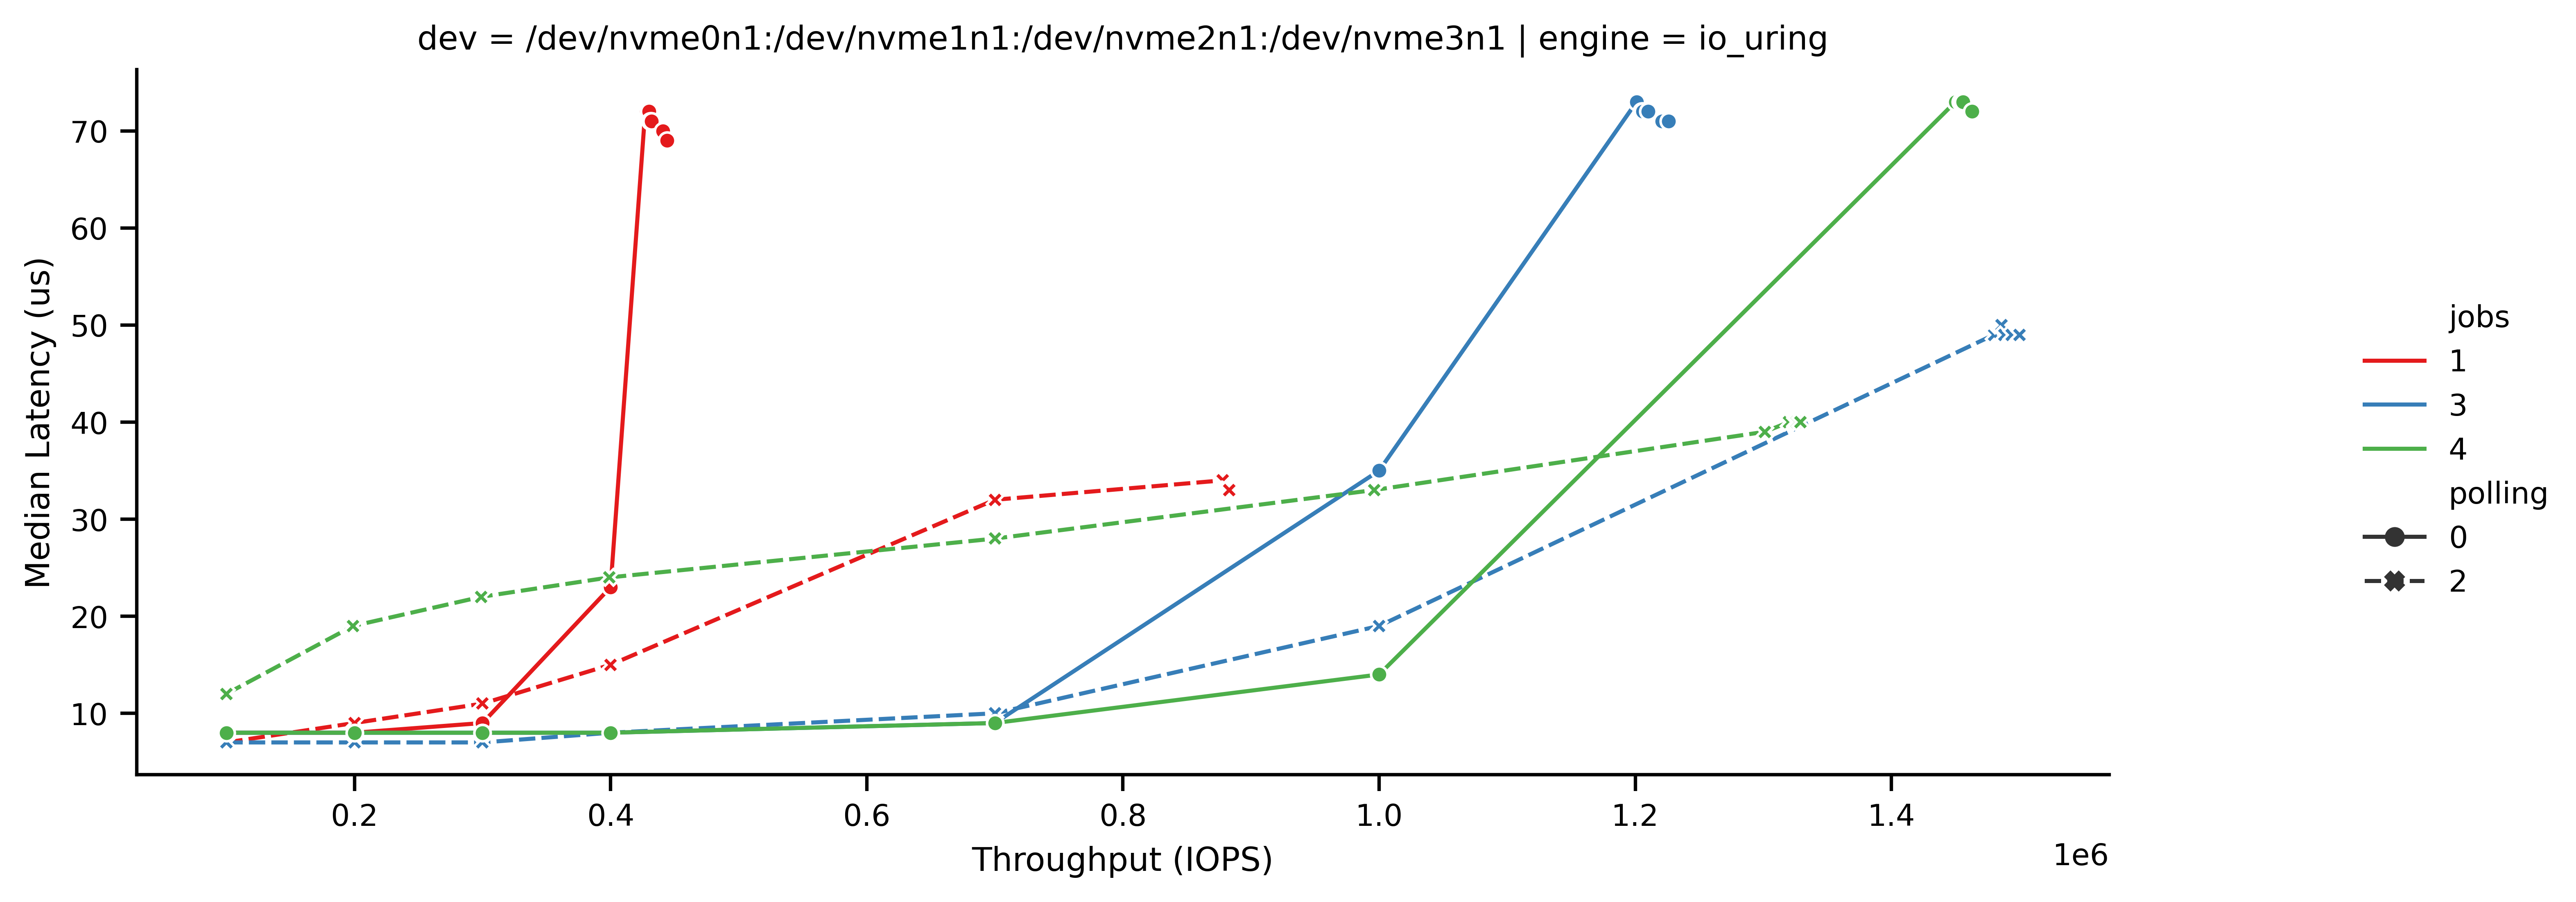 dev = /dev/nvme0n1:/dev/nvme1n1:/dev/nvme2n1:/dev/nvme3n1 | engine = io_uring
Median Latency (us)
70
60
50
40
30
20
10
0.2 0.4 0.6 0.8 1.0 1.2 1.4
1e6
Throughput (IOPS)
jobs
1
3
4
polling
0
2